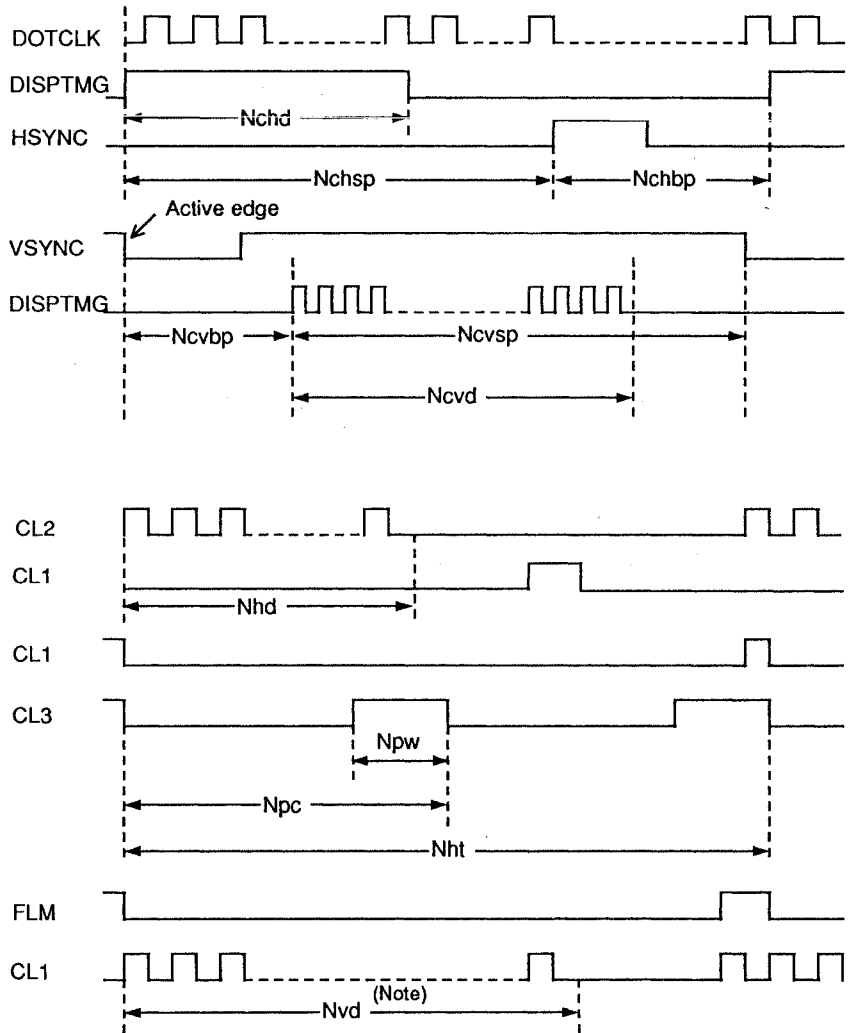 DOTCLK
DISPTMG
Nchd
HSYNC
Nchsp
Nchbp
Active edge
VSYNC
DISPTMG
Ncvbp
Ncvsp
Ncvd
CL2
CL1
Nhd
CL1
CL3
Npw
Npc
Nht
FLM
CL1
(Note)
Nvd